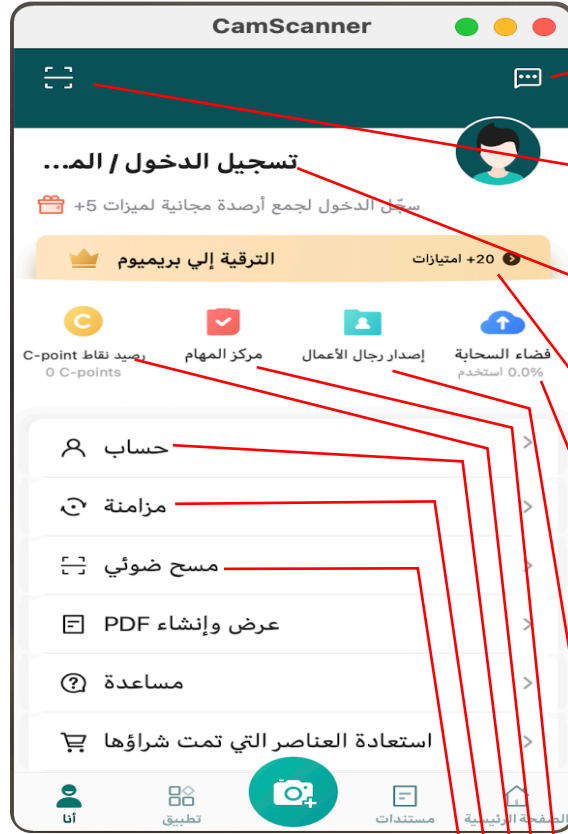 CamScanner
تسجيل الدخول / الم...
سجّل الدخول لجمع أرصدة مجانية لميزات 5+
الترقية إلي بريميوم
20+ امتيازات
فضاء السحابة
0.0% استخدم
إصدار رجال الأعمال
مركز المهام
رصيد نقاط C-point
0 C-points
حساب
مزامنة
مسح ضوئي
عرض وإنشاء PDF
مساعدة
استعادة العناصر التي تمت شراؤها
الصفحة الرئيسية
مستندات
تطبيق
أنا